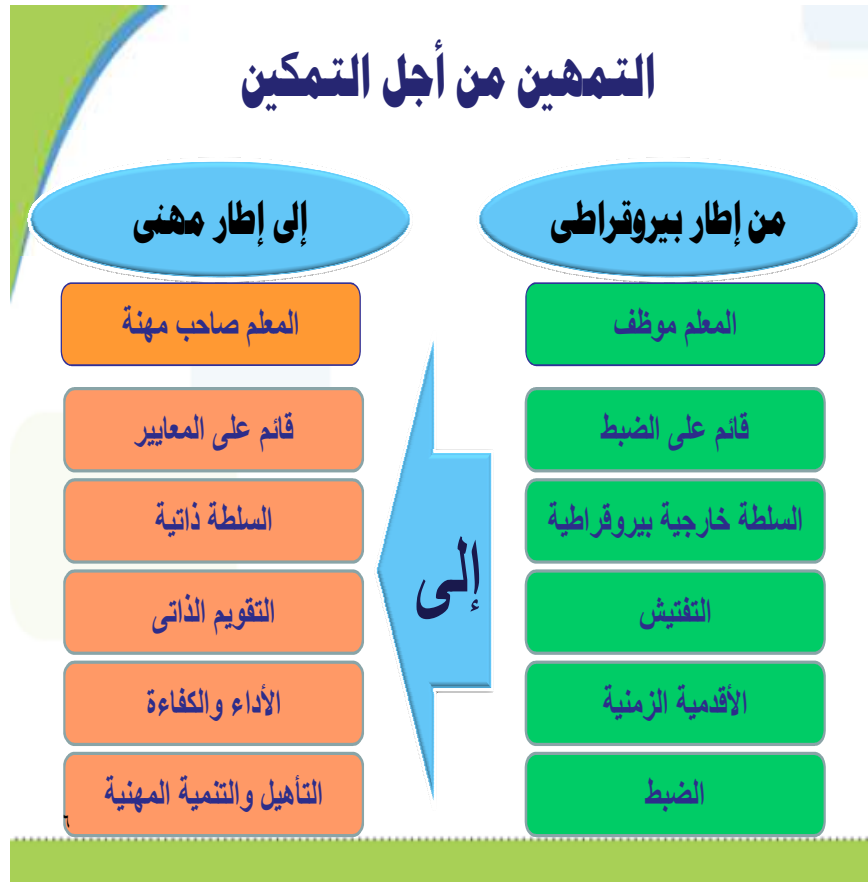 التمهين من أجل التمكين
من إطار بيروقراطى
إلى إطار مهنى
المعلم موظف
المعلم صاحب مهنة
قائم على الضبط
قائم على المعايير
السلطة خارجية بيروقراطية
السلطة ذاتية
إلى
التفتيش
التقويم الذاتى
الأقدمية الزمنية
الأداء والكفاءة
الضبط
التأهيل والتنمية المهنية
٦